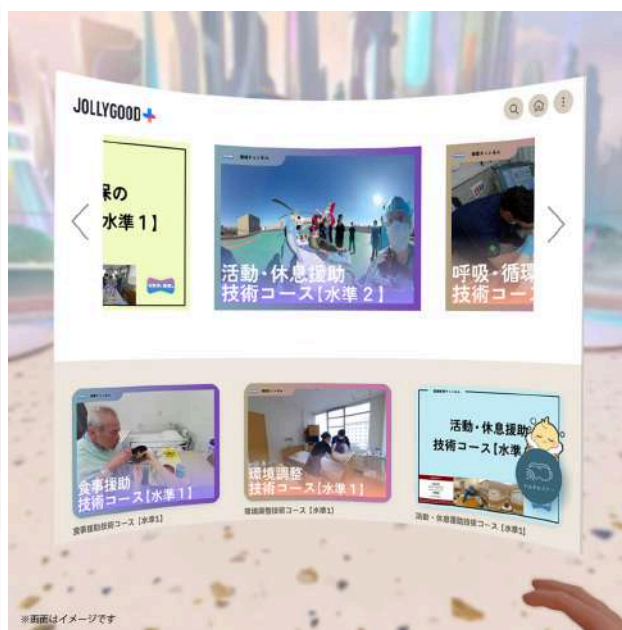 JOLLYGOOD+
保の
水準1】
活動・休息援助
技術コース【水準2】
呼吸・循環
技術コー
食事援助
技術コース【水準1】
環境調整
技術コース【水準1】
活動・休息援助
技術コース【水準
食事援助技術コース【水準1】
環境調整技術コース【水準1】
活動・休息援助技術コース【水準1】
※画面はイメージです